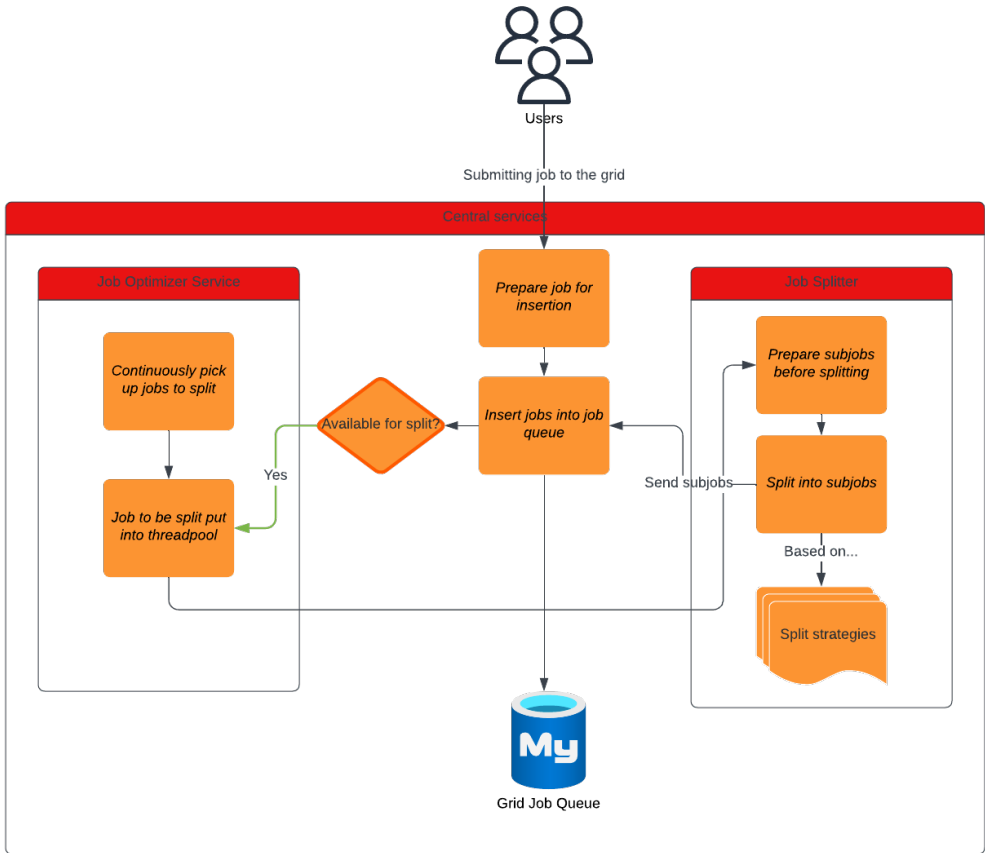 Users
Submitting job to the grid
Central services
Job Optimizer Service
Job Splitter
Prepare job for
insertion
Continuously pick
up jobs to split
Prepare subjobs
before splitting
Available for split?
Insert jobs into job
queue
Yes
Send subjobs
Split into subjobs
Job to be split put
into threadpool
Based on...
Split strategies
My
Grid Job Queue